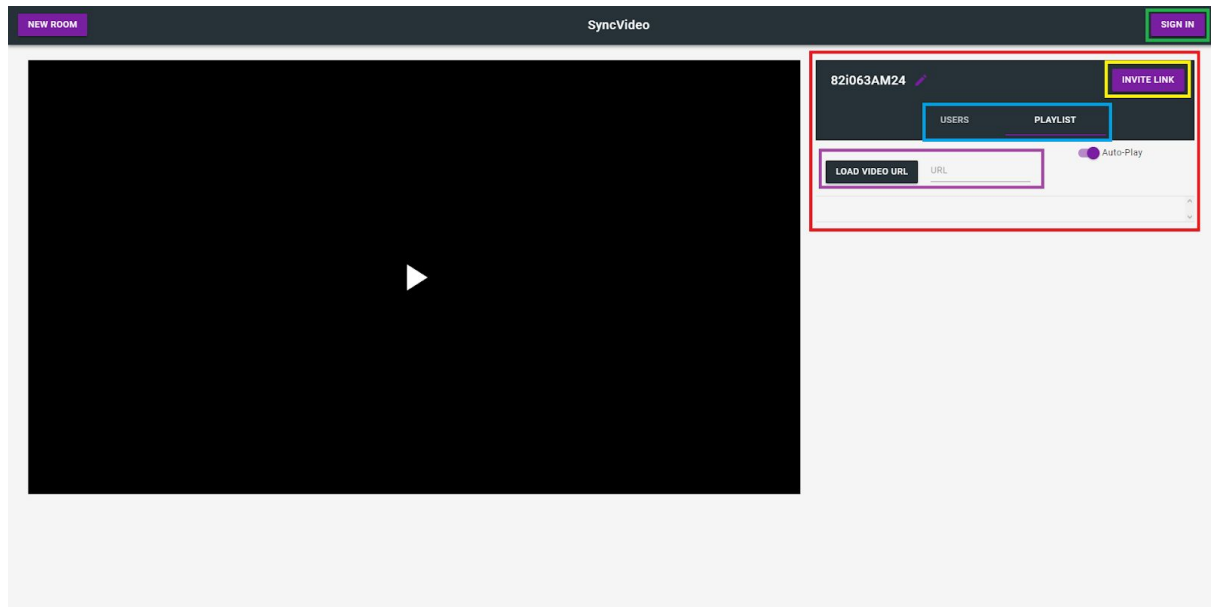 NEW ROOM
SyncVideo
SIGN IN
82i063AM24
INVITE LINK
USERS
PLAYLIST
Auto-Play
LOAD VIDEO URL
URL